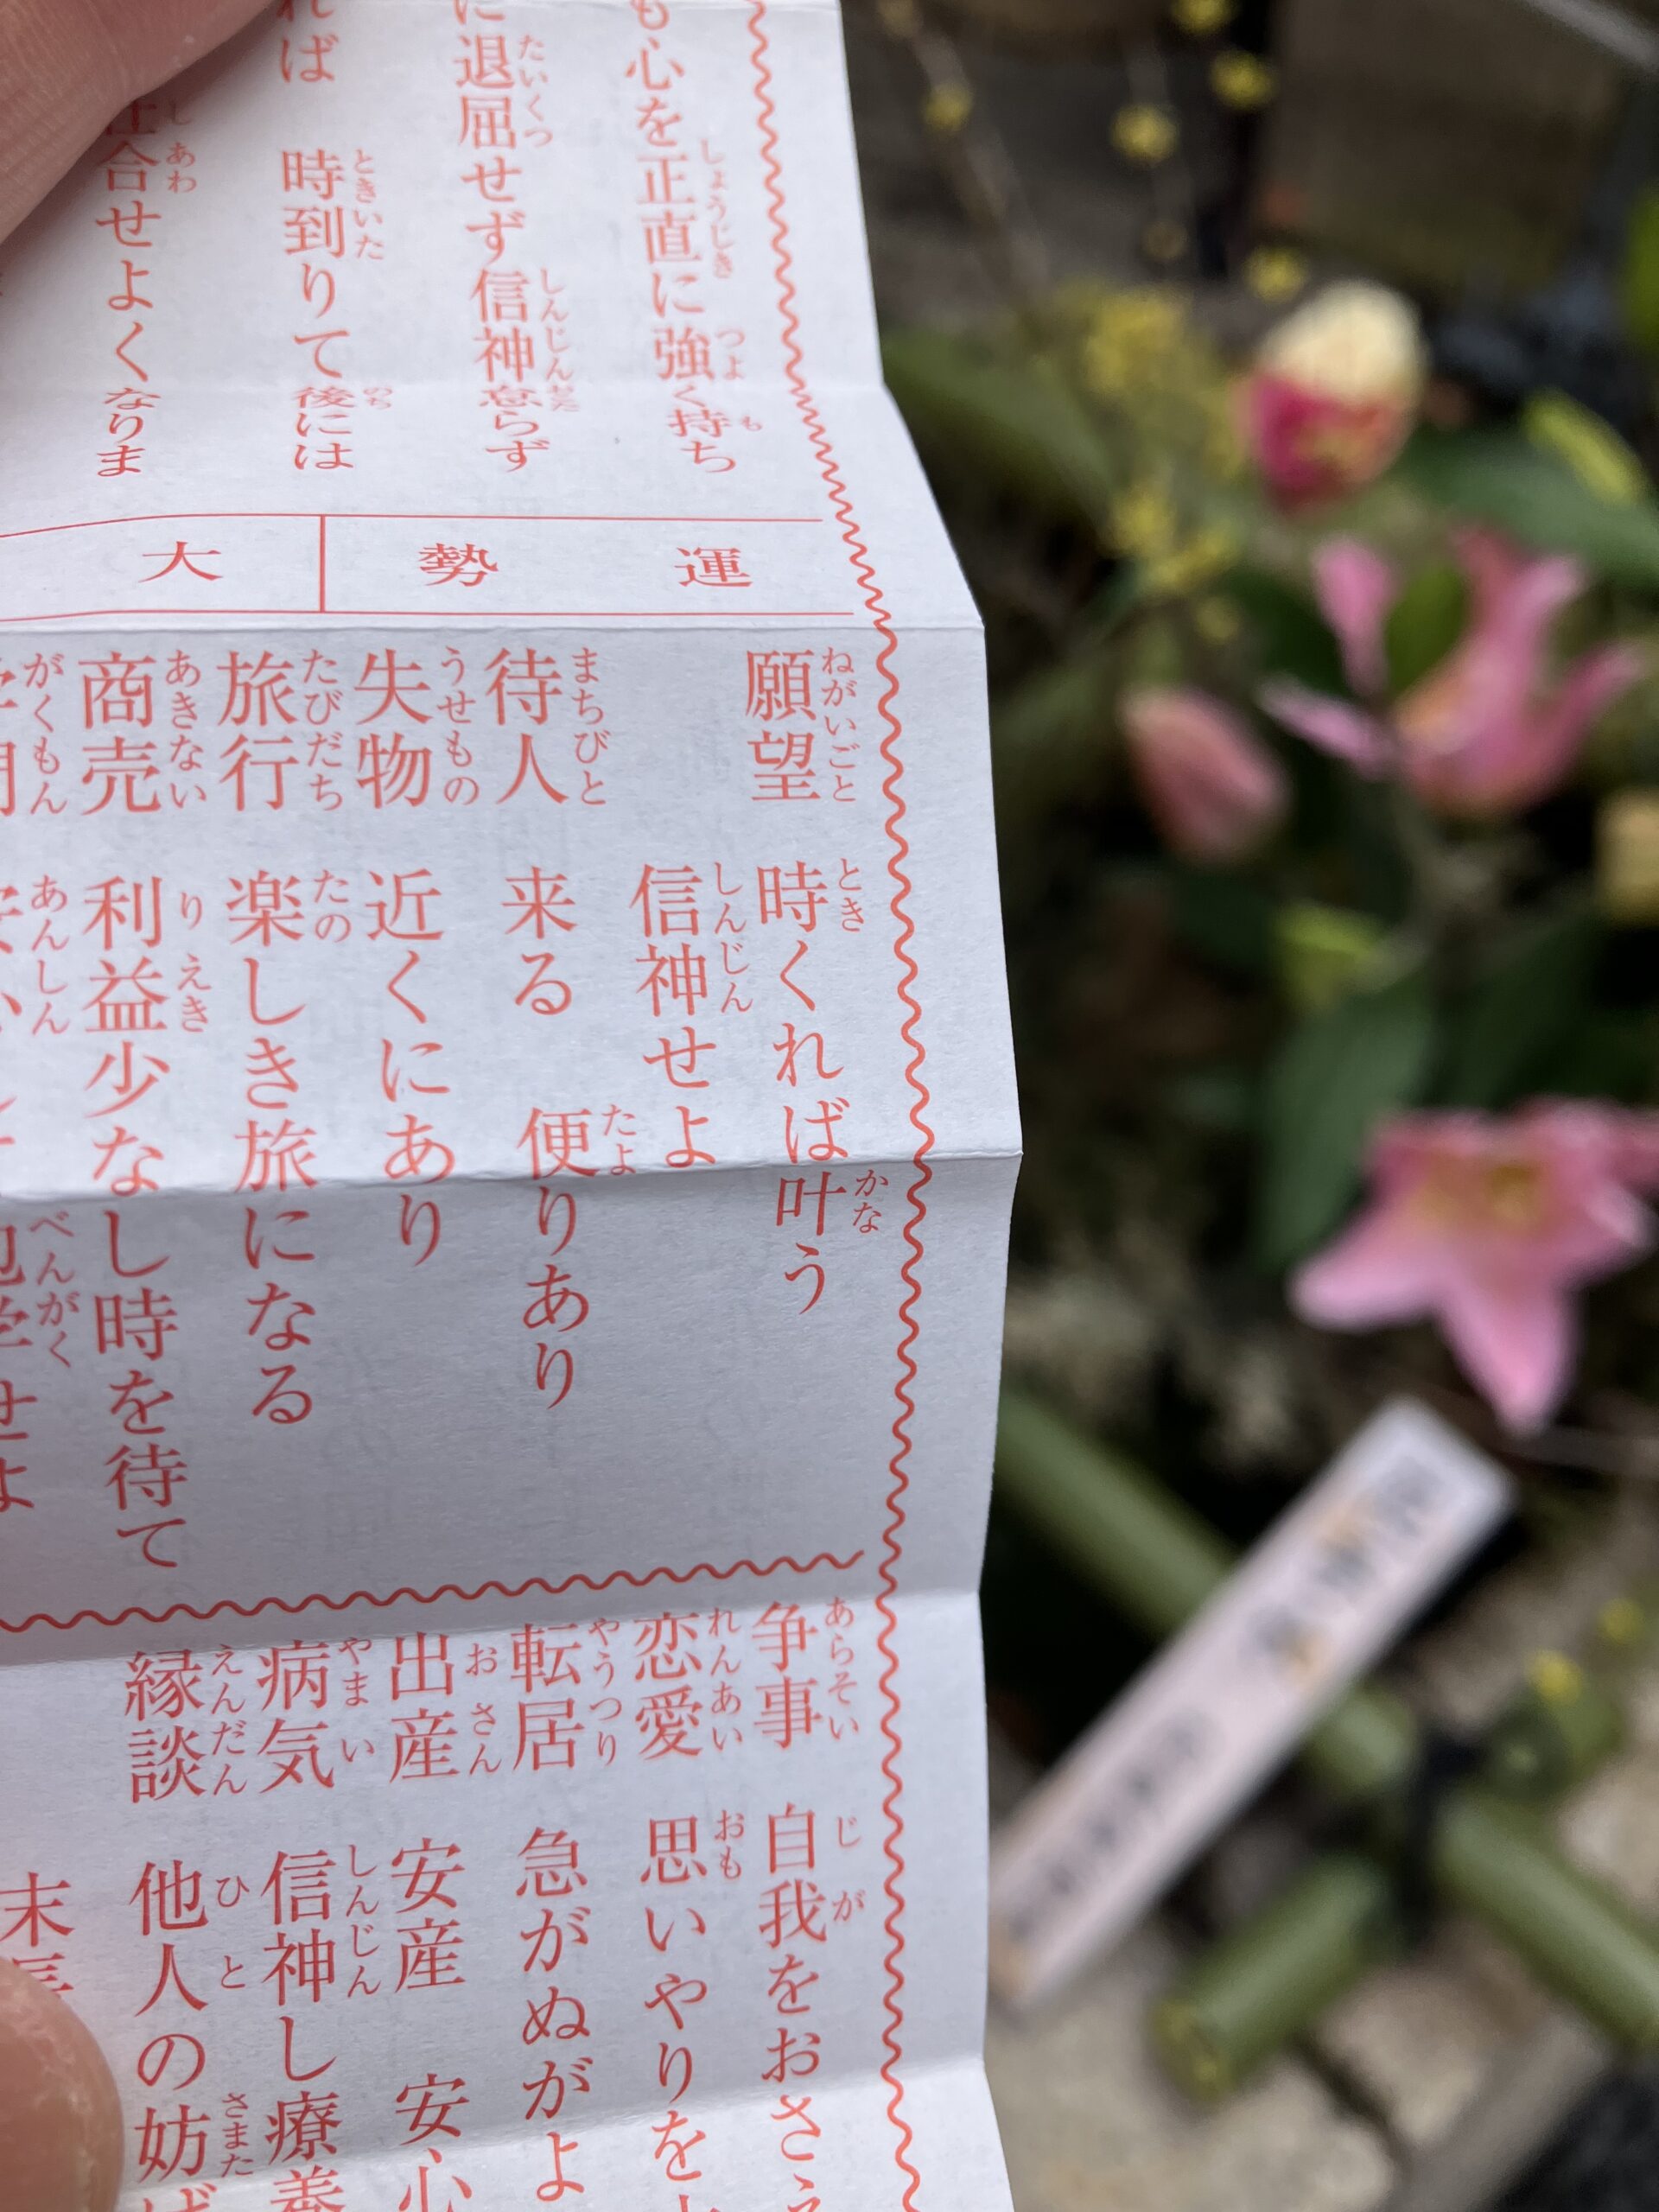 も心を正直に強く持ち
に退屈せず信神怠らず
れば 時到りて後には
仕合せよくなりま
運勢
大
願望 時くれば叶う
信神せよ
待人 来る 便りあり
失物 近くにあり
旅行 楽しき旅になる
商売 利益少なし時を待て
争事 自我をおさえ
恋愛 思いやりを
転居 急がぬがよ
出産 安産 安心
病気 信神し療養
縁談 他人の妨げ
末長